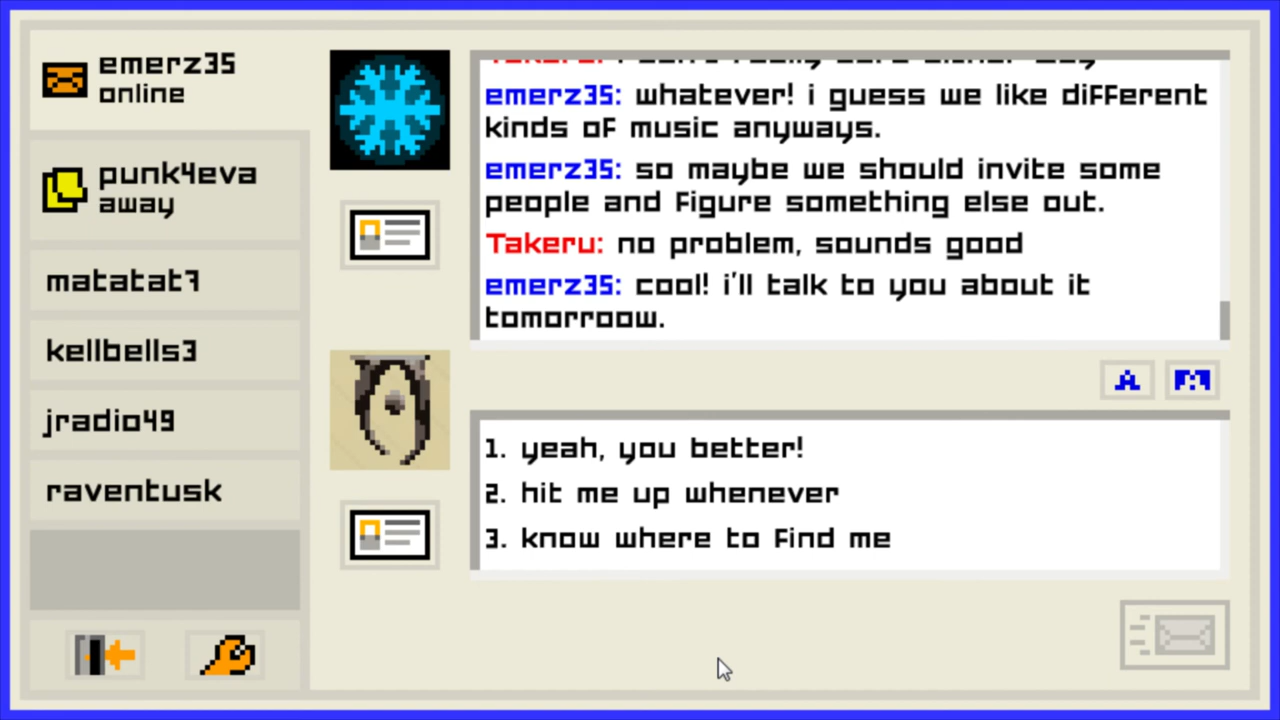 emerz35
online
punk4eva
away
matatat7
kellbells3
jradio49
raventusk
emerz35: whatever! i guess we like different
kinds of music anyways.
emerz35: so maybe we should invite some
people and figure something else out.
Takeru: no problem, sounds good
emerz35: cool! i'll talk to you about it
tomorroow.
A
1. yeah, you better!
2. hit me up whenever
3. know where to find me